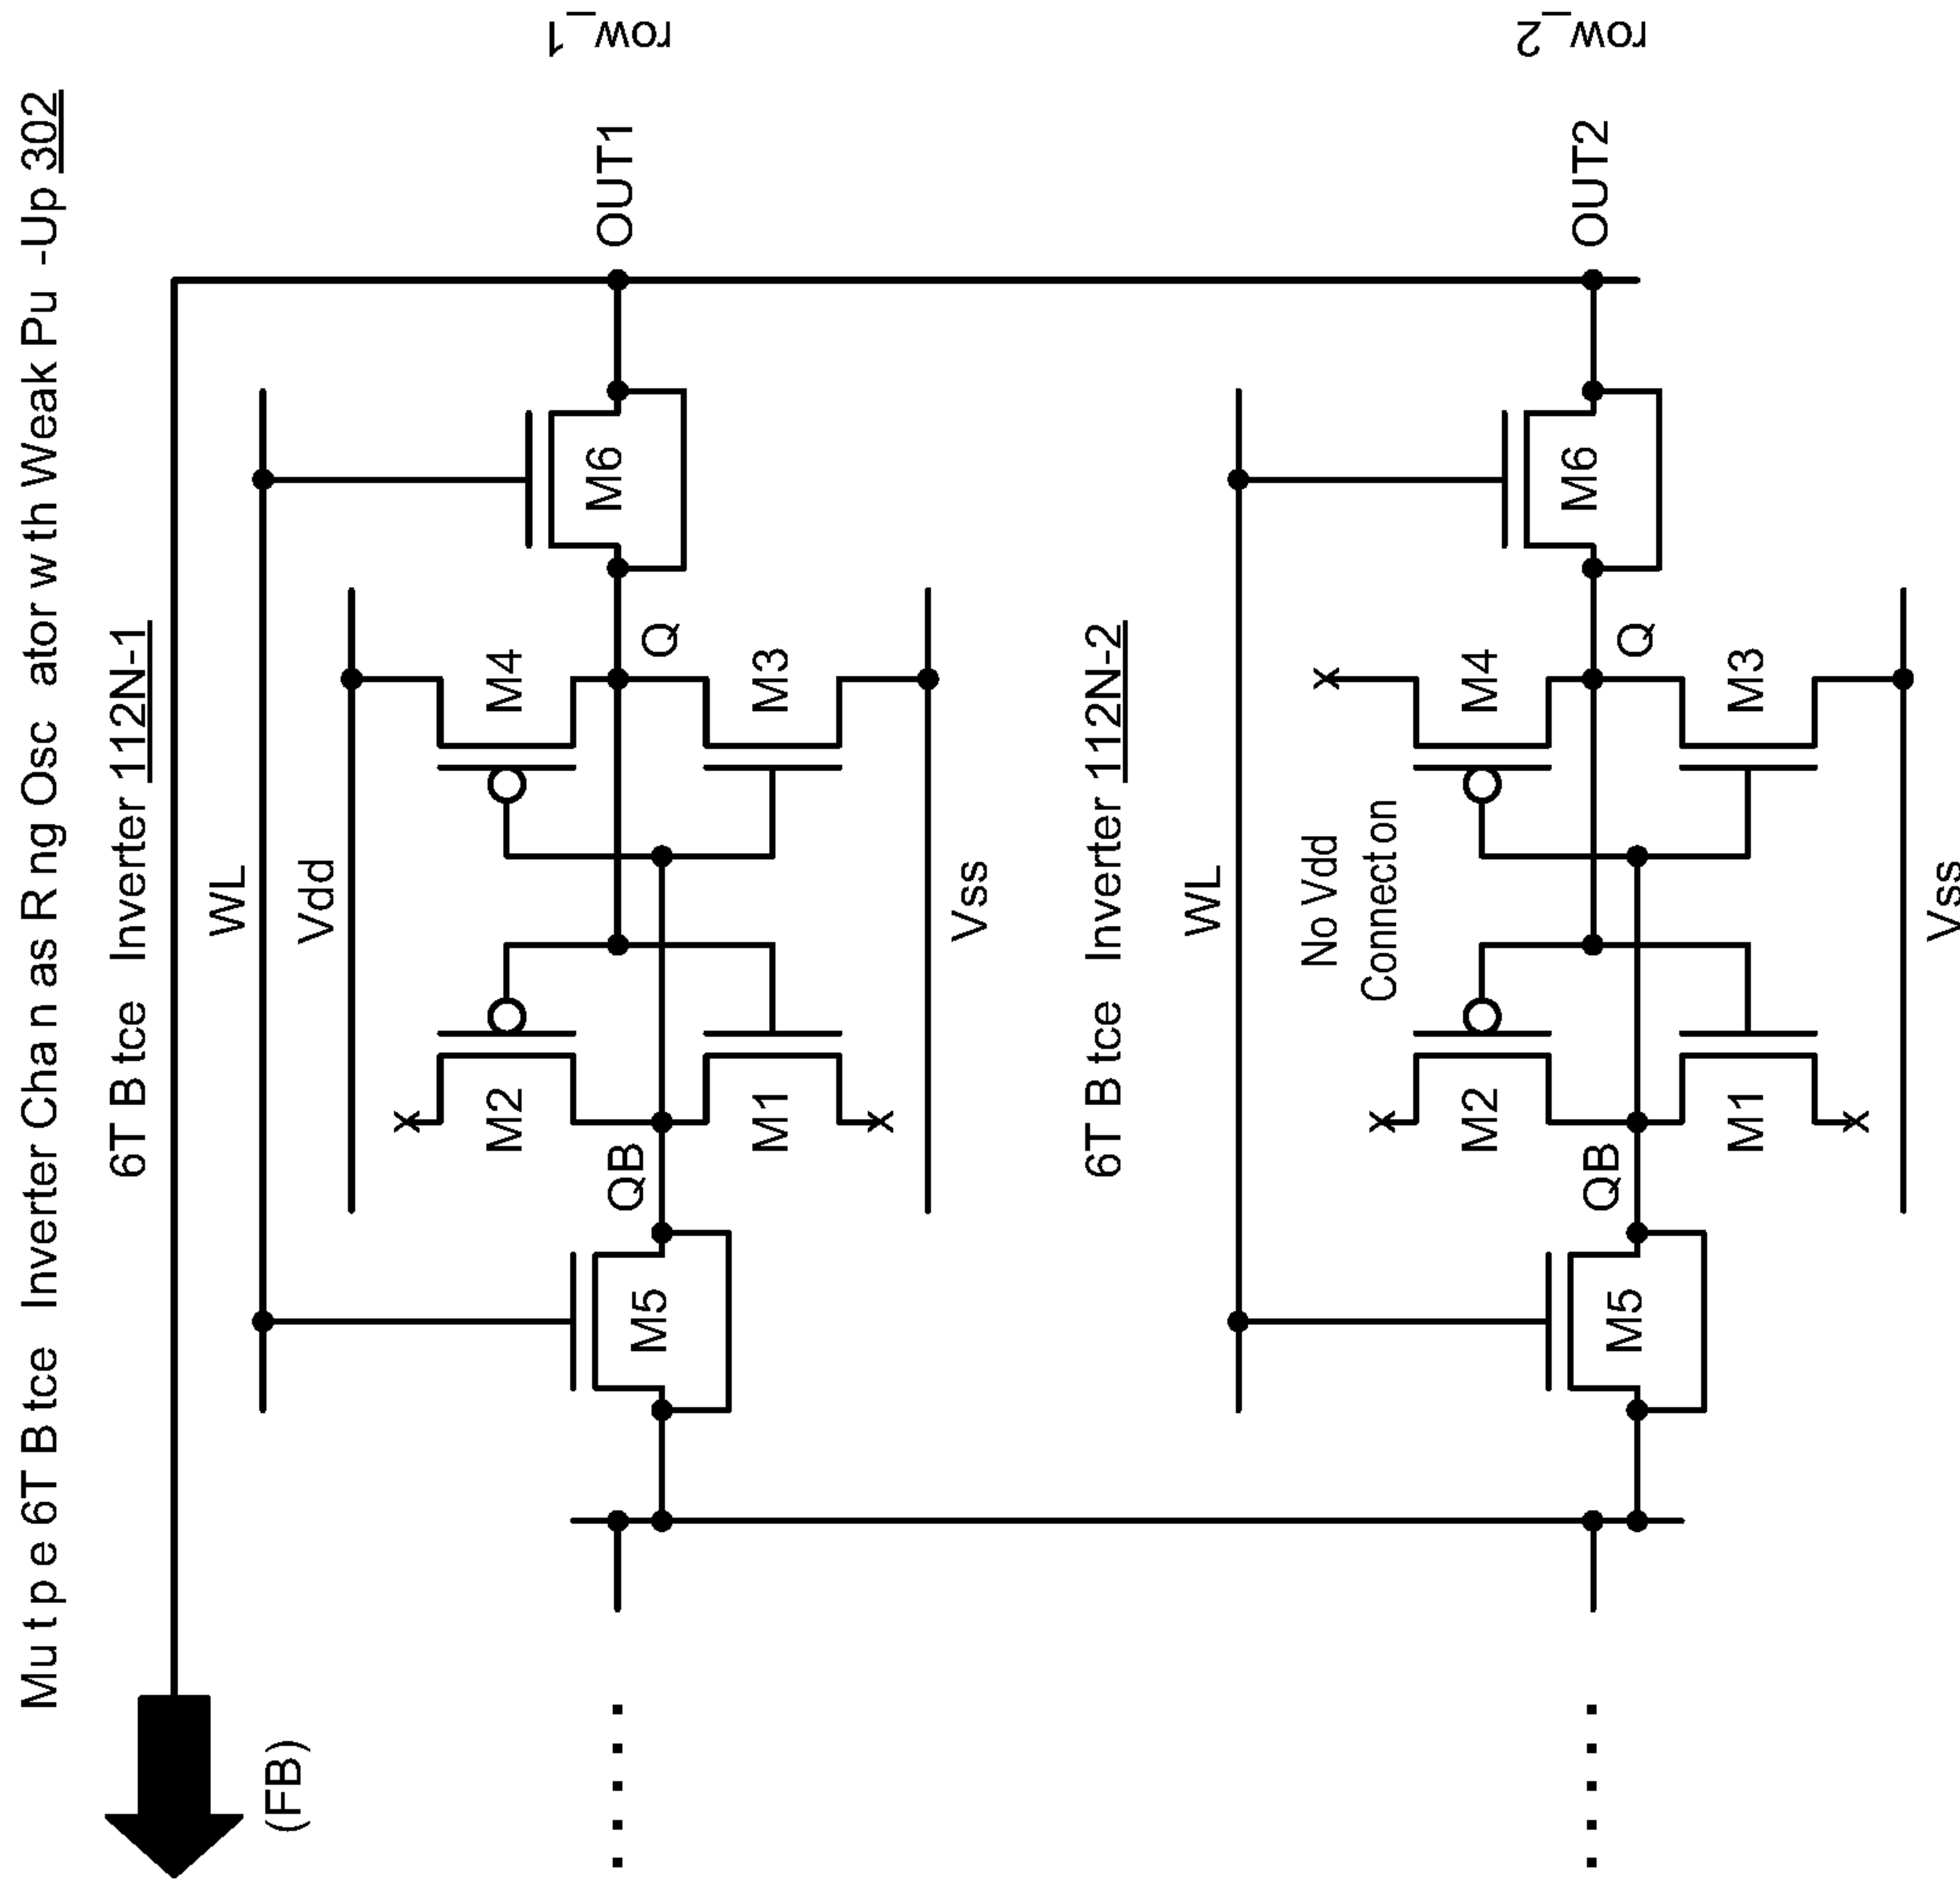 Mu t p e 6T B tce Inverter Cha n as R ng Osc ator w th Weak Pu -Up 302
6T B tce Inverter 112N-1
WL
Vdd
M2
M4
M5
QB
M6
Q
M1
M3
Vss
OUT1
row_1
(FB)
6T B tce Inverter 112N-2
WL
No Vdd
Connect on
x
x
x
x
x
M2
M4
M5
QB
M6
Q
M1
M3
Vss
OUT2
row_2